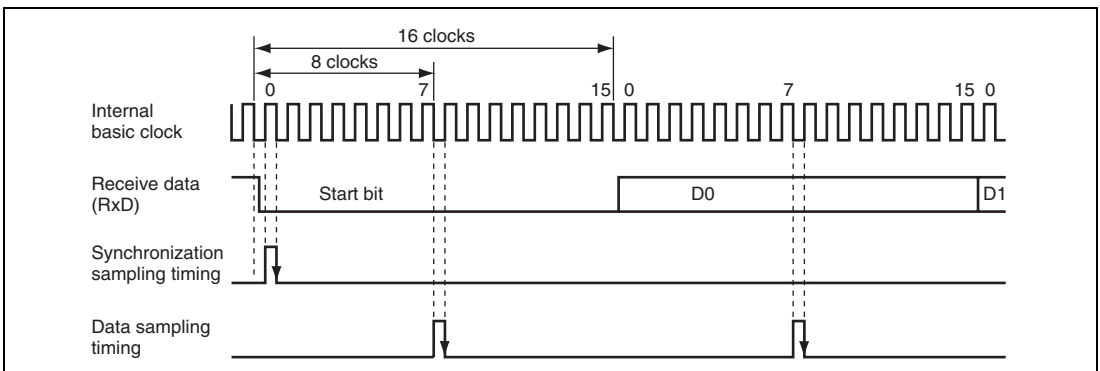 16 clocks
8 clocks
0 7 15 0 7 15 0
Internal
basic clock
Receive data
(RxD)
Start bit D0 D1
Synchronization
sampling timing
Data sampling
timing